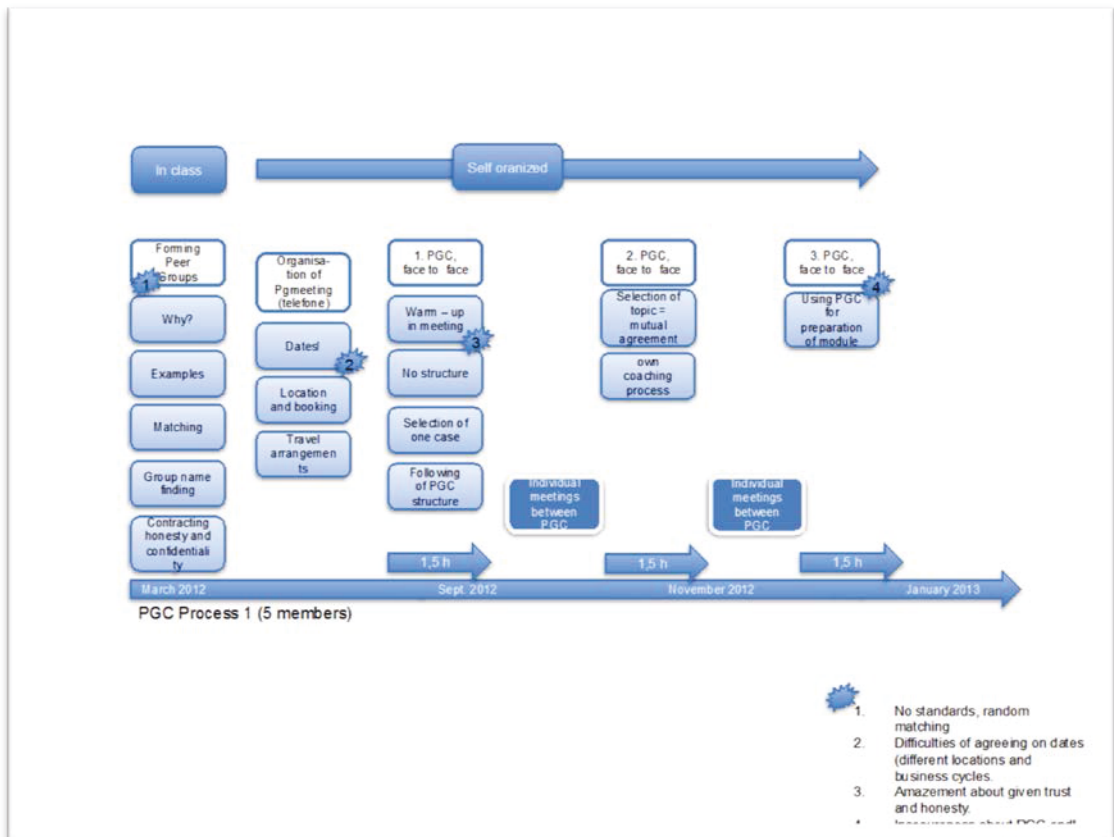 In class
Self oranized
Forming
Peer
Groups
1
Why?
Examples
Matching
Group name
finding
Contracting
honesty and
confidentiali
ty
Organisa-
tion of
Pgmeeting
(telefone)
Dates!
2
Location
and booking
Travel
arrangemen
ts
1. PGC,
face to face
Warm – up
in meeting
3
No structure
Selection of
one case
Following
of PGC
structure
Individual
meetings
between
PGC
2. PGC,
face to face
Selection of
topic =
mutual
agreement
own
coaching
process
Individual
meetings
between
PGC
3. PGC,
face to face
4
Using PGC
for
preparation
of module
1,5 h
1,5 h
1,5 h
March 2012
Sept. 2012
November 2012
January 2013
PGC Process 1 (5 members)
1. No standards, random
matching
2. Difficulties of agreeing on dates
(different locations and
business cycles.
3. Amazement about given trust
and honesty.